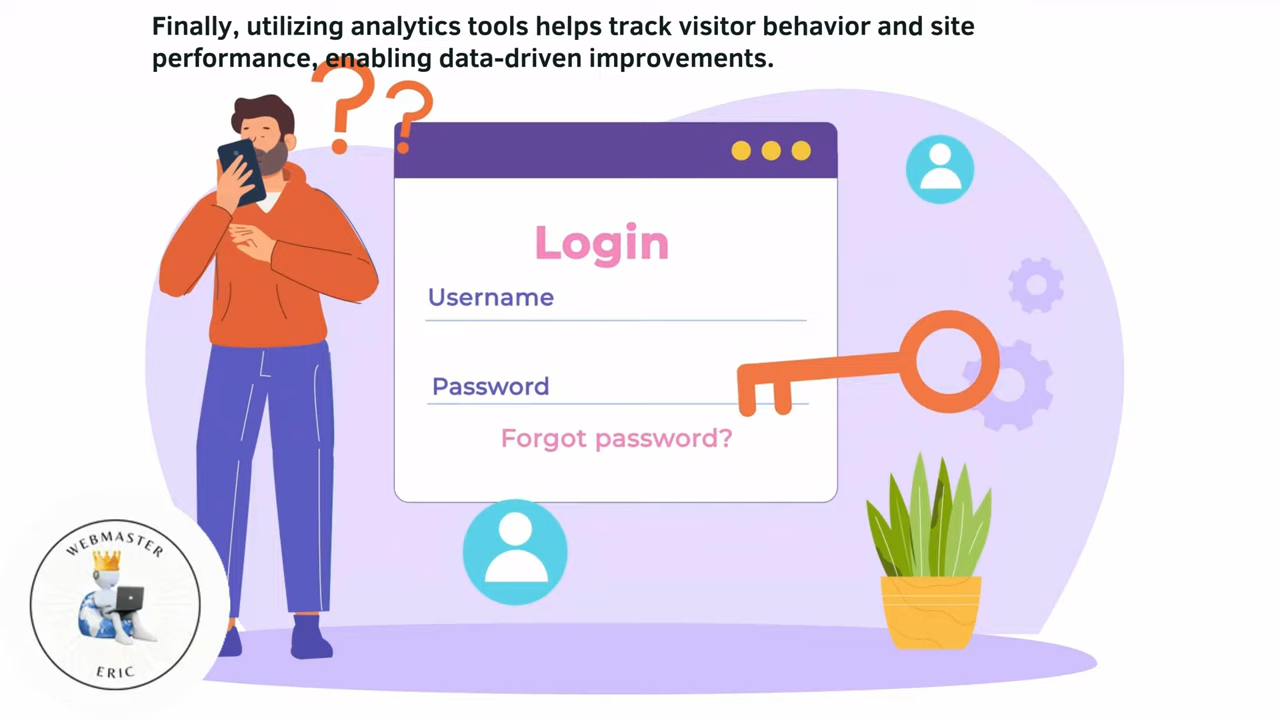 Finally, utilizing analytics tools helps track visitor behavior and site
performance, enabling data-driven improvements.
? ?
Login
Username
Password
Forgot password?
WEBMASTER
ERIC